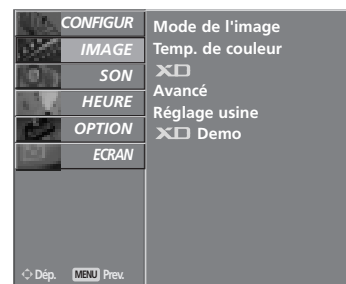 CONFIGUR
IMAGE
SON
HEURE
OPTION
ECRAN
Mode de l'image
Temp. de couleur
XD
Avancé
Réglage usine
XD Demo
Dép. MENU Prev.